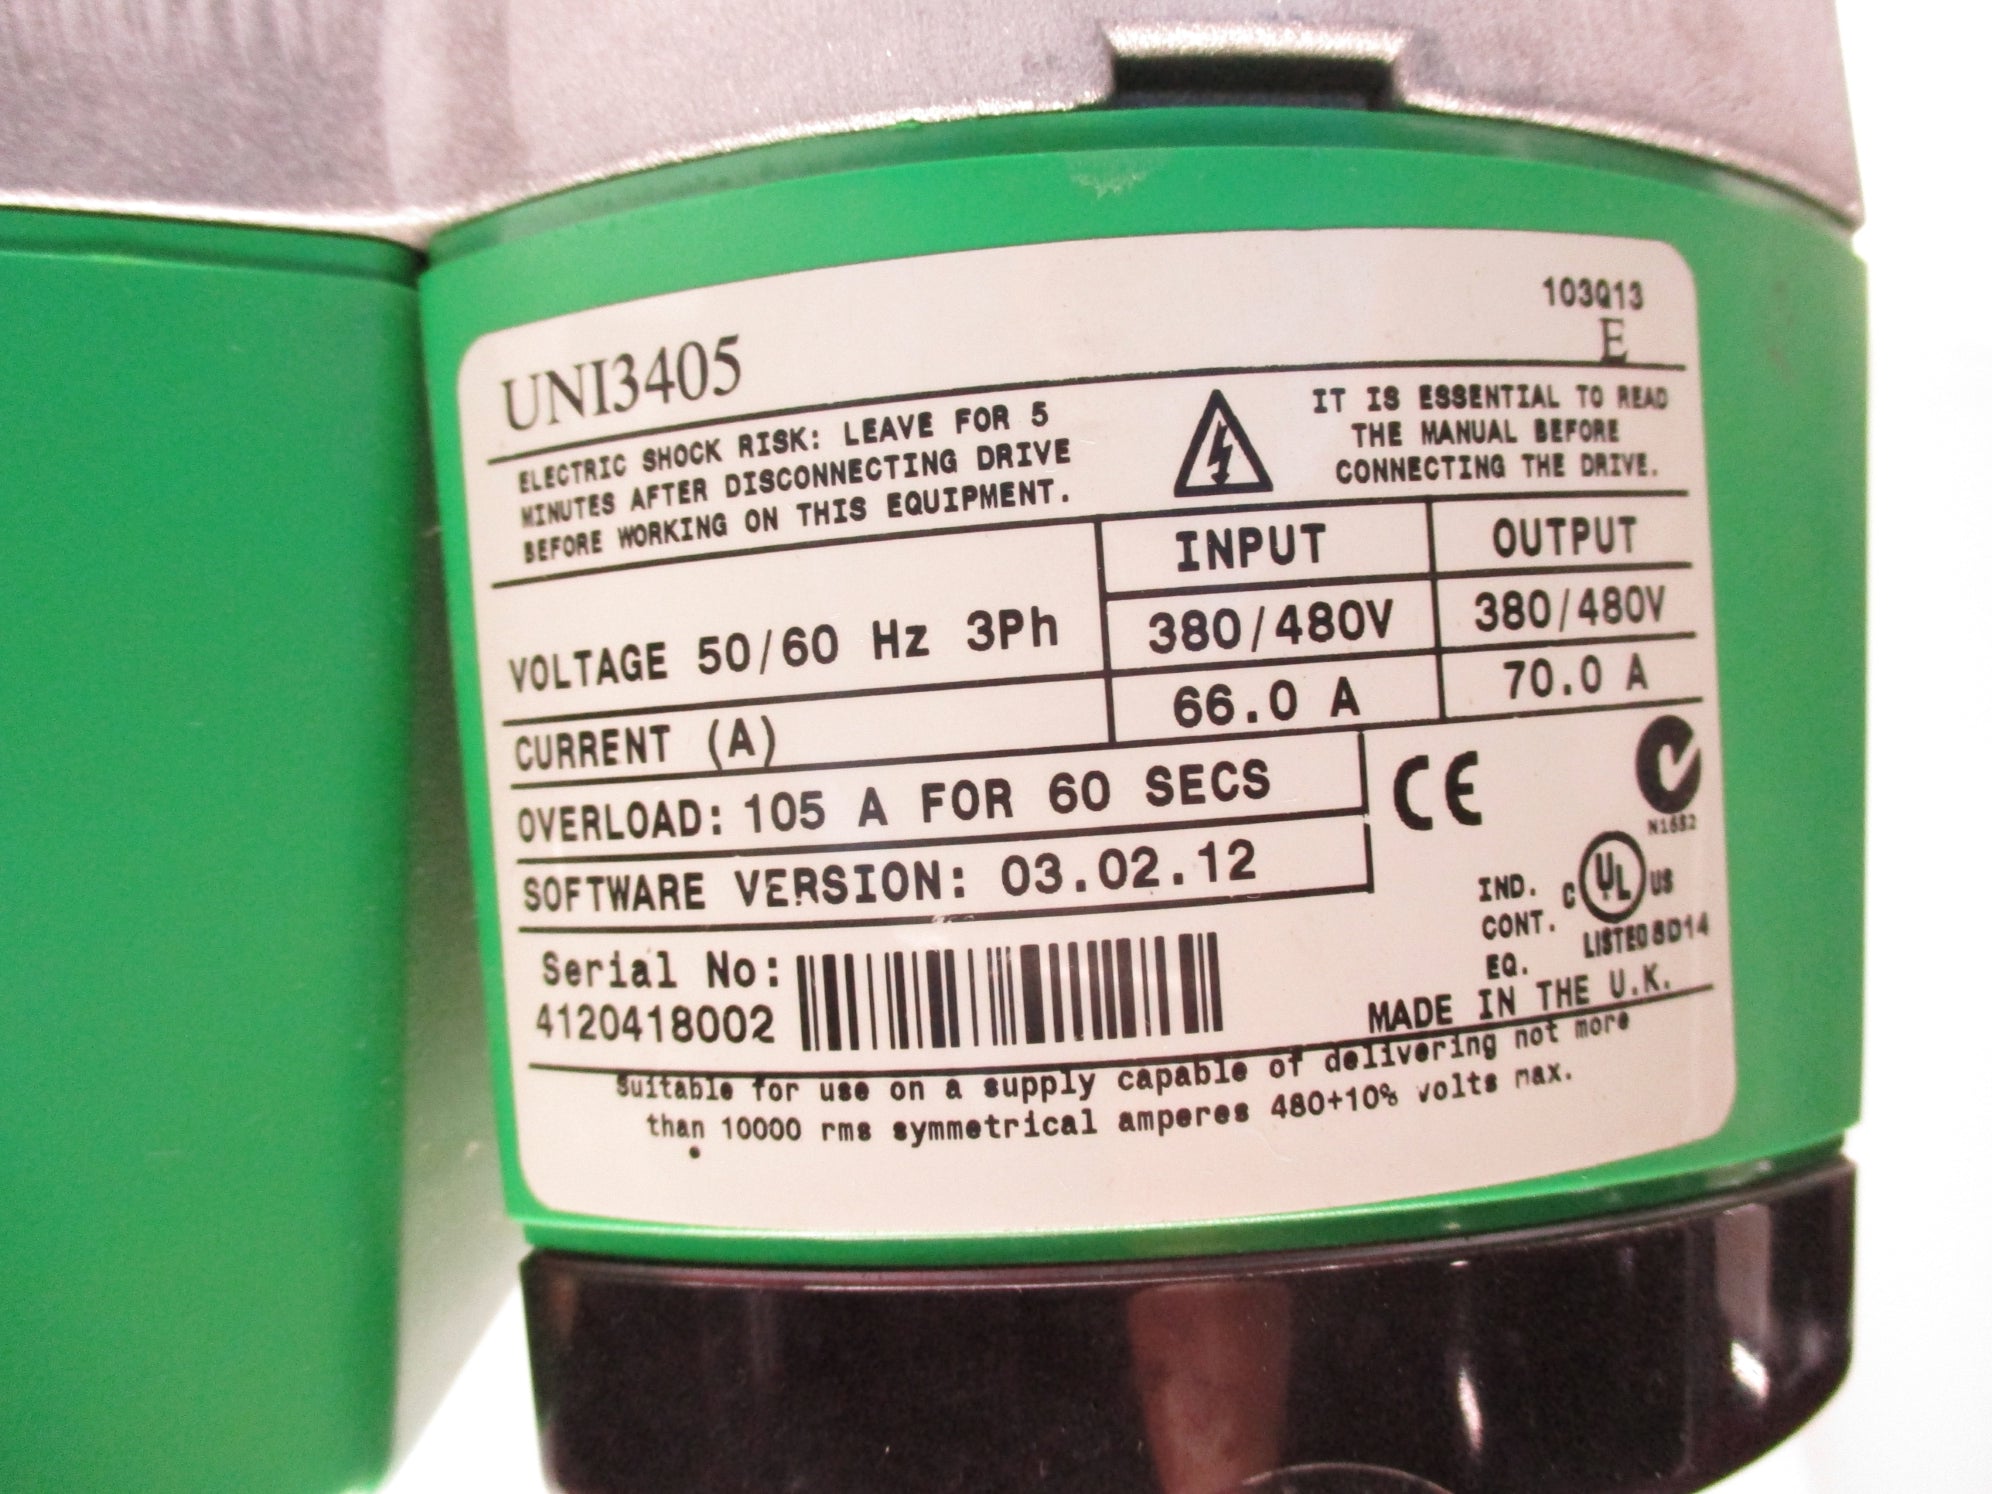 103Q13
E
UNI3405
ELECTRIC SHOCK RISK: LEAVE FOR 5
MINUTES AFTER DISCONNECTING DRIVE
BEFORE WORKING ON THIS EQUIPMENT.
IT IS ESSENTIAL TO READ
THE MANUAL BEFORE
CONNECTING THE DRIVE.
INPUT OUTPUT
VOLTAGE 50/60 Hz 3Ph 380/480V 380/480V
CURRENT (A) 66.0 A 70.0 A
OVERLOAD: 105 A FOR 60 SECS
SOFTWARE VERSION: 03.02.12
CE
N1682
IND.
CONT.
EQ.
C UL US
LISTED 8D14
Serial No:
4120418002
MADE IN THE U.K.
Suitable for use on a supply capable of delivering not more
than 10000 rms symmetrical amperes 480+10% volts max.